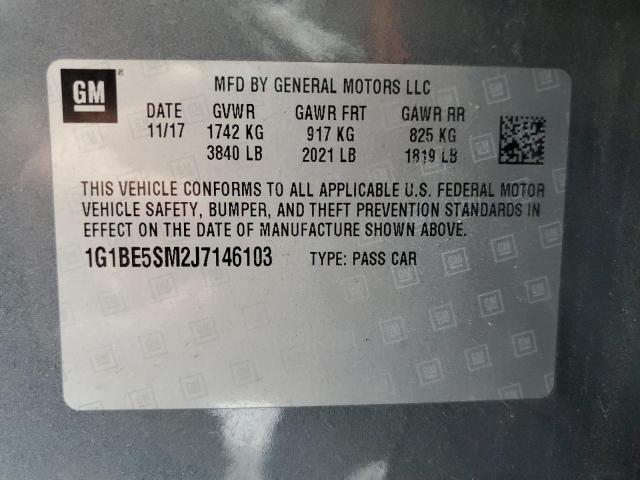 GM
MFD BY GENERAL MOTORS LLC
DATE GVWR GAWR FRT GAWR RR
11/17 1742 KG 917 KG 825 KG
3840 LB 2021 LB 1819 LB
THIS VEHICLE CONFORMS TO ALL APPLICABLE U.S. FEDERAL MOTOR
VEHICLE SAFETY, BUMPER, AND THEFT PREVENTION STANDARDS IN
EFFECT ON THE DATE OF MANUFACTURE SHOWN ABOVE.
1G1BE5SM2J7146103 TYPE: PASS CAR